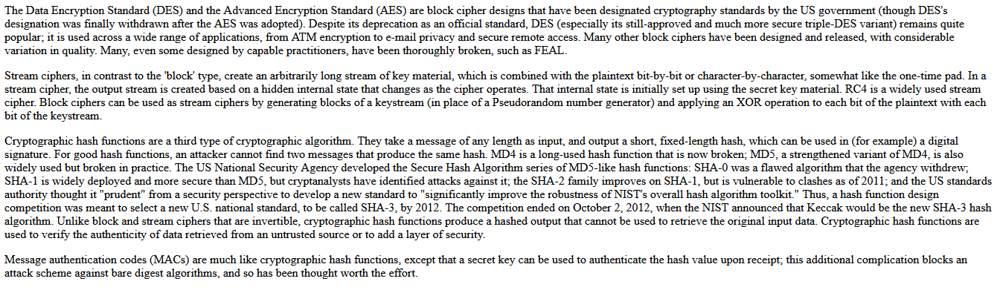 The Data Encryption Standard (DES) and the Advanced Encryption Standard (AES) are block cipher designs that have been designated cryptography standards by the US government (though DES's
designation was finally withdrawn after the AES was adopted). Despite its deprecation as an official standard, DES (especially its still-approved and much more secure triple-DES variant) remains quite
popular; it is used across a wide range of applications, from ATM encryption to e-mail privacy and secure remote access. Many other block ciphers have been designed and released, with considerable
variation in quality. Many, even some designed by capable practitioners, have been thoroughly broken, such as FEAL.
Stream ciphers, in contrast to the 'block' type, create an arbitrarily long stream of key material, which is combined with the plaintext bit-by-bit or character-by-character, somewhat like the one-time pad. In a
stream cipher, the output stream is created based on a hidden internal state that changes as the cipher operates. That internal state is initially set up using the secret key material. RC4 is a widely used stream
cipher. Block ciphers can be used as stream ciphers by generating blocks of a keystream (in place of a Pseudorandom number generator) and applying an XOR operation to each bit of the plaintext with each
bit of the keystream.
Cryptographic hash functions are a third type of cryptographic algorithm. They take a message of any length as input, and output a short, fixed-length hash, which can be used in (for example) a digital
signature. For good hash functions, an attacker cannot find two messages that produce the same hash. MD4 is a long-used hash function that is now broken; MD5, a strengthened variant of MD4, is also
widely used but broken in practice. The US National Security Agency developed the Secure Hash Algorithm series of MD5-like hash functions: SHA-0 was a flawed algorithm that the agency withdrew;
SHA-1 is widely deployed and more secure than MD5, but cryptanalysts have identified attacks against it; the SHA-2 family improves on SHA-1, but is vulnerable to clashes as of 2011; and the US standards
authority thought it "prudent" from a security perspective to develop a new standard to "significantly improve the robustness of NIST's overall hash algorithm toolkit." Thus, a hash function design
competition was meant to select a new U.S. national standard, to be called SHA-3, by 2012. The competition ended on October 2, 2012, when the NIST announced that Keccak would be the new SHA-3 hash
algorithm. Unlike block and stream ciphers that are invertible, cryptographic hash functions produce a hashed output that cannot be used to retrieve the original input data. Cryptographic hash functions are
used to verify the authenticity of data retrieved from an untrusted source or to add a layer of security.
Message authentication codes (MACs) are much like cryptographic hash functions, except that a secret key can be used to authenticate the hash value upon receipt; this additional complication blocks an
attack scheme against bare digest algorithms, and so has been thought worth the effort.